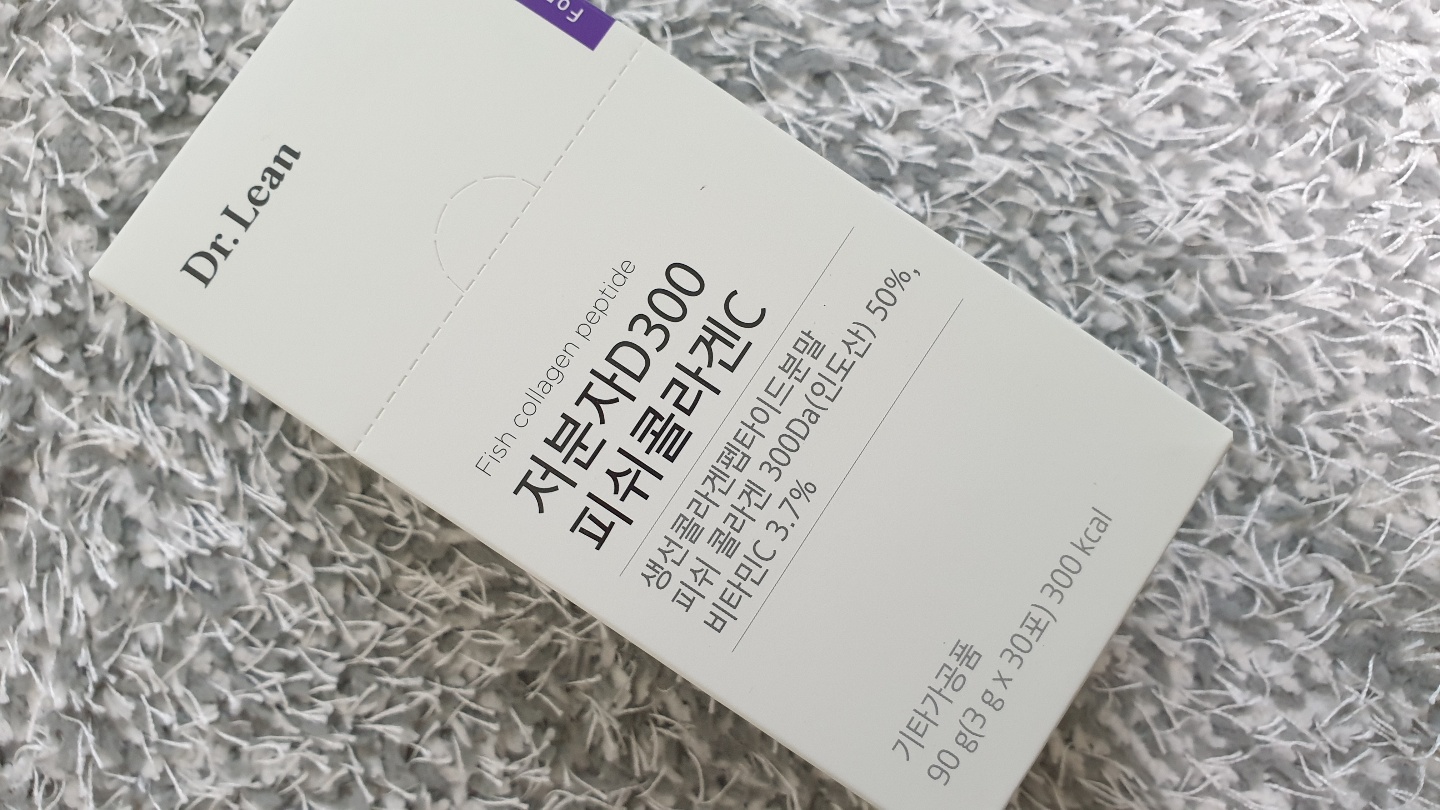 Dr. Lean
Fish collagen peptide
저분자D300
피쉬콜라겐C
생선콜라겐펩타이드분말
피쉬 콜라겐 300Da(인도산) 50%,
비타민C 3.7%
기타가공품
90 g(3 g x 30포) 300 kcal